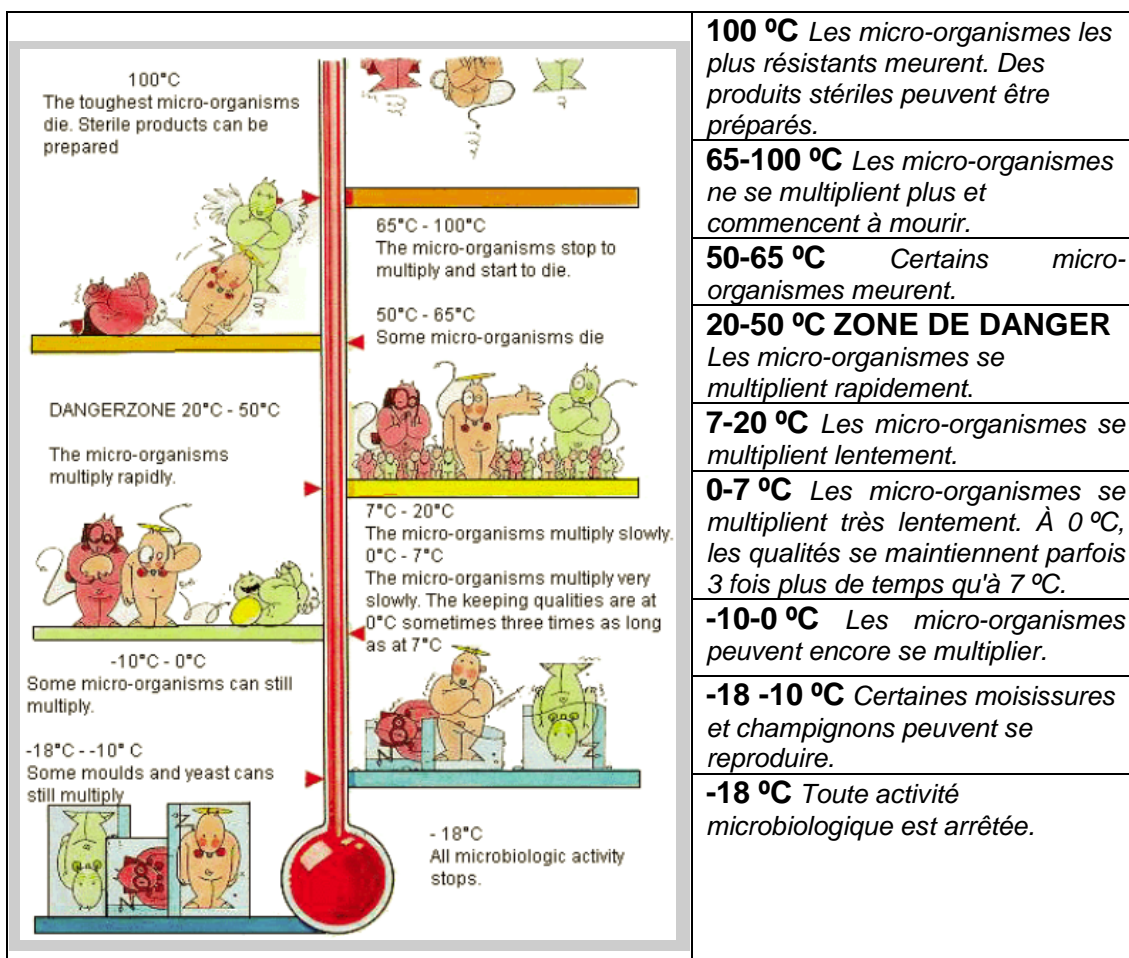 100°C
The toughest micro-organisms
die. Sterile products can be
prepared
65°C - 100°C
The micro-organisms stop to
multiply and start to die.
50°C - 65°C
Some micro-organisms die
DANGERZONE 20°C - 50°C
The micro-organisms
multiply rapidly.
7°C - 20°C
The micro-organisms multiply slowly.
0°C - 7°C
The micro-organisms multiply very
slowly. The keeping qualities are at
0°C sometimes three times as long
as at 7°C
-10°C - 0°C
Some micro-organisms can still
multiply.
-18°C - -10° C
Some moulds and yeast cans
still multiply
- 18°C
All microbiologic activity
stops.
100 ºC Les micro-organismes les
plus résistants meurent. Des
produits stériles peuvent être
préparés.
65-100 ºC Les micro-organismes
ne se multiplient plus et
commencent à mourir.
50-65 ºC Certains micro-
organismes meurent.
20-50 ºC ZONE DE DANGER
Les micro-organismes se
multiplient rapidement.
7-20 ºC Les micro-organismes se
multiplient lentement.
0-7 ºC Les micro-organismes se
multiplient très lentement. À 0 ºC,
les qualités se maintiennent parfois
3 fois plus de temps qu'à 7 ºC.
-10-0 ºC Les micro-organismes
peuvent encore se multiplier.
-18 -10 ºC Certaines moisissures
et champignons peuvent se
reproduire.
-18 ºC Toute activité
microbiologique est arrêtée.